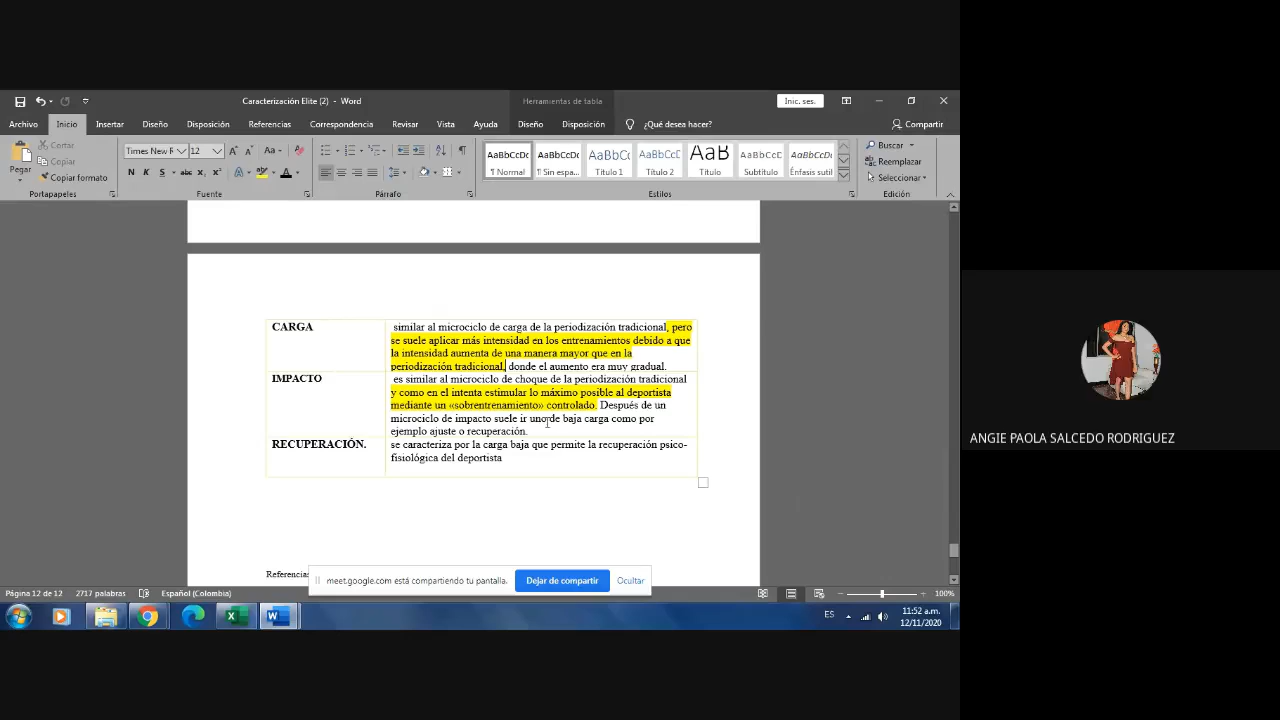 Caracterización Elite (2) - Word
Herramientas de tabla
Inic. ses.
Archivo Inicio Insertar Diseño Disposición Referencias Correspondencia Revisar Vista Ayuda Diseño Disposición ¿Qué desea hacer? Compartir
Pegar
Cortar
Copiar
Copiar formato
Portapapeles
Times New R 12
Aa
N K S abc x₂ x²
Fuente
Párrafo
AaBbCcDc AaBbCcDc AaBbCc AaBbCcC AaB AaBbCcC AaBbCcDc
¶ Normal ¶ Sin espa... Título 1 Título 2 Título Subtítulo Énfasis sutil
Estilos
Buscar
Reemplazar
Seleccionar
Edición
CARGA
similar al microciclo de carga de la periodización tradicional, pero
se suele aplicar más intensidad en los entrenamientos debido a que
la intensidad aumenta de una manera mayor que en la
periodización tradicional, donde el aumento era muy gradual.
IMPACTO
es similar al microciclo de choque de la periodización tradicional
y como en el intenta estimular lo máximo posible al deportista
mediante un «sobrentrenamiento» controlado. Después de un
microciclo de impacto suele ir uno de baja carga como por
ejemplo ajuste o recuperación.
RECUPERACIÓN.
se caracteriza por la carga baja que permite la recuperación psico-
fisiológica del deportista
Referencias
meet.google.com está compartiendo tu pantalla. Dejar de compartir Ocultar
Página 12 de 12 2717 palabras Español (Colombia) 100%
ES 11:52 a.m.
12/11/2020
ANGIE PAOLA SALCEDO RODRIGUEZ